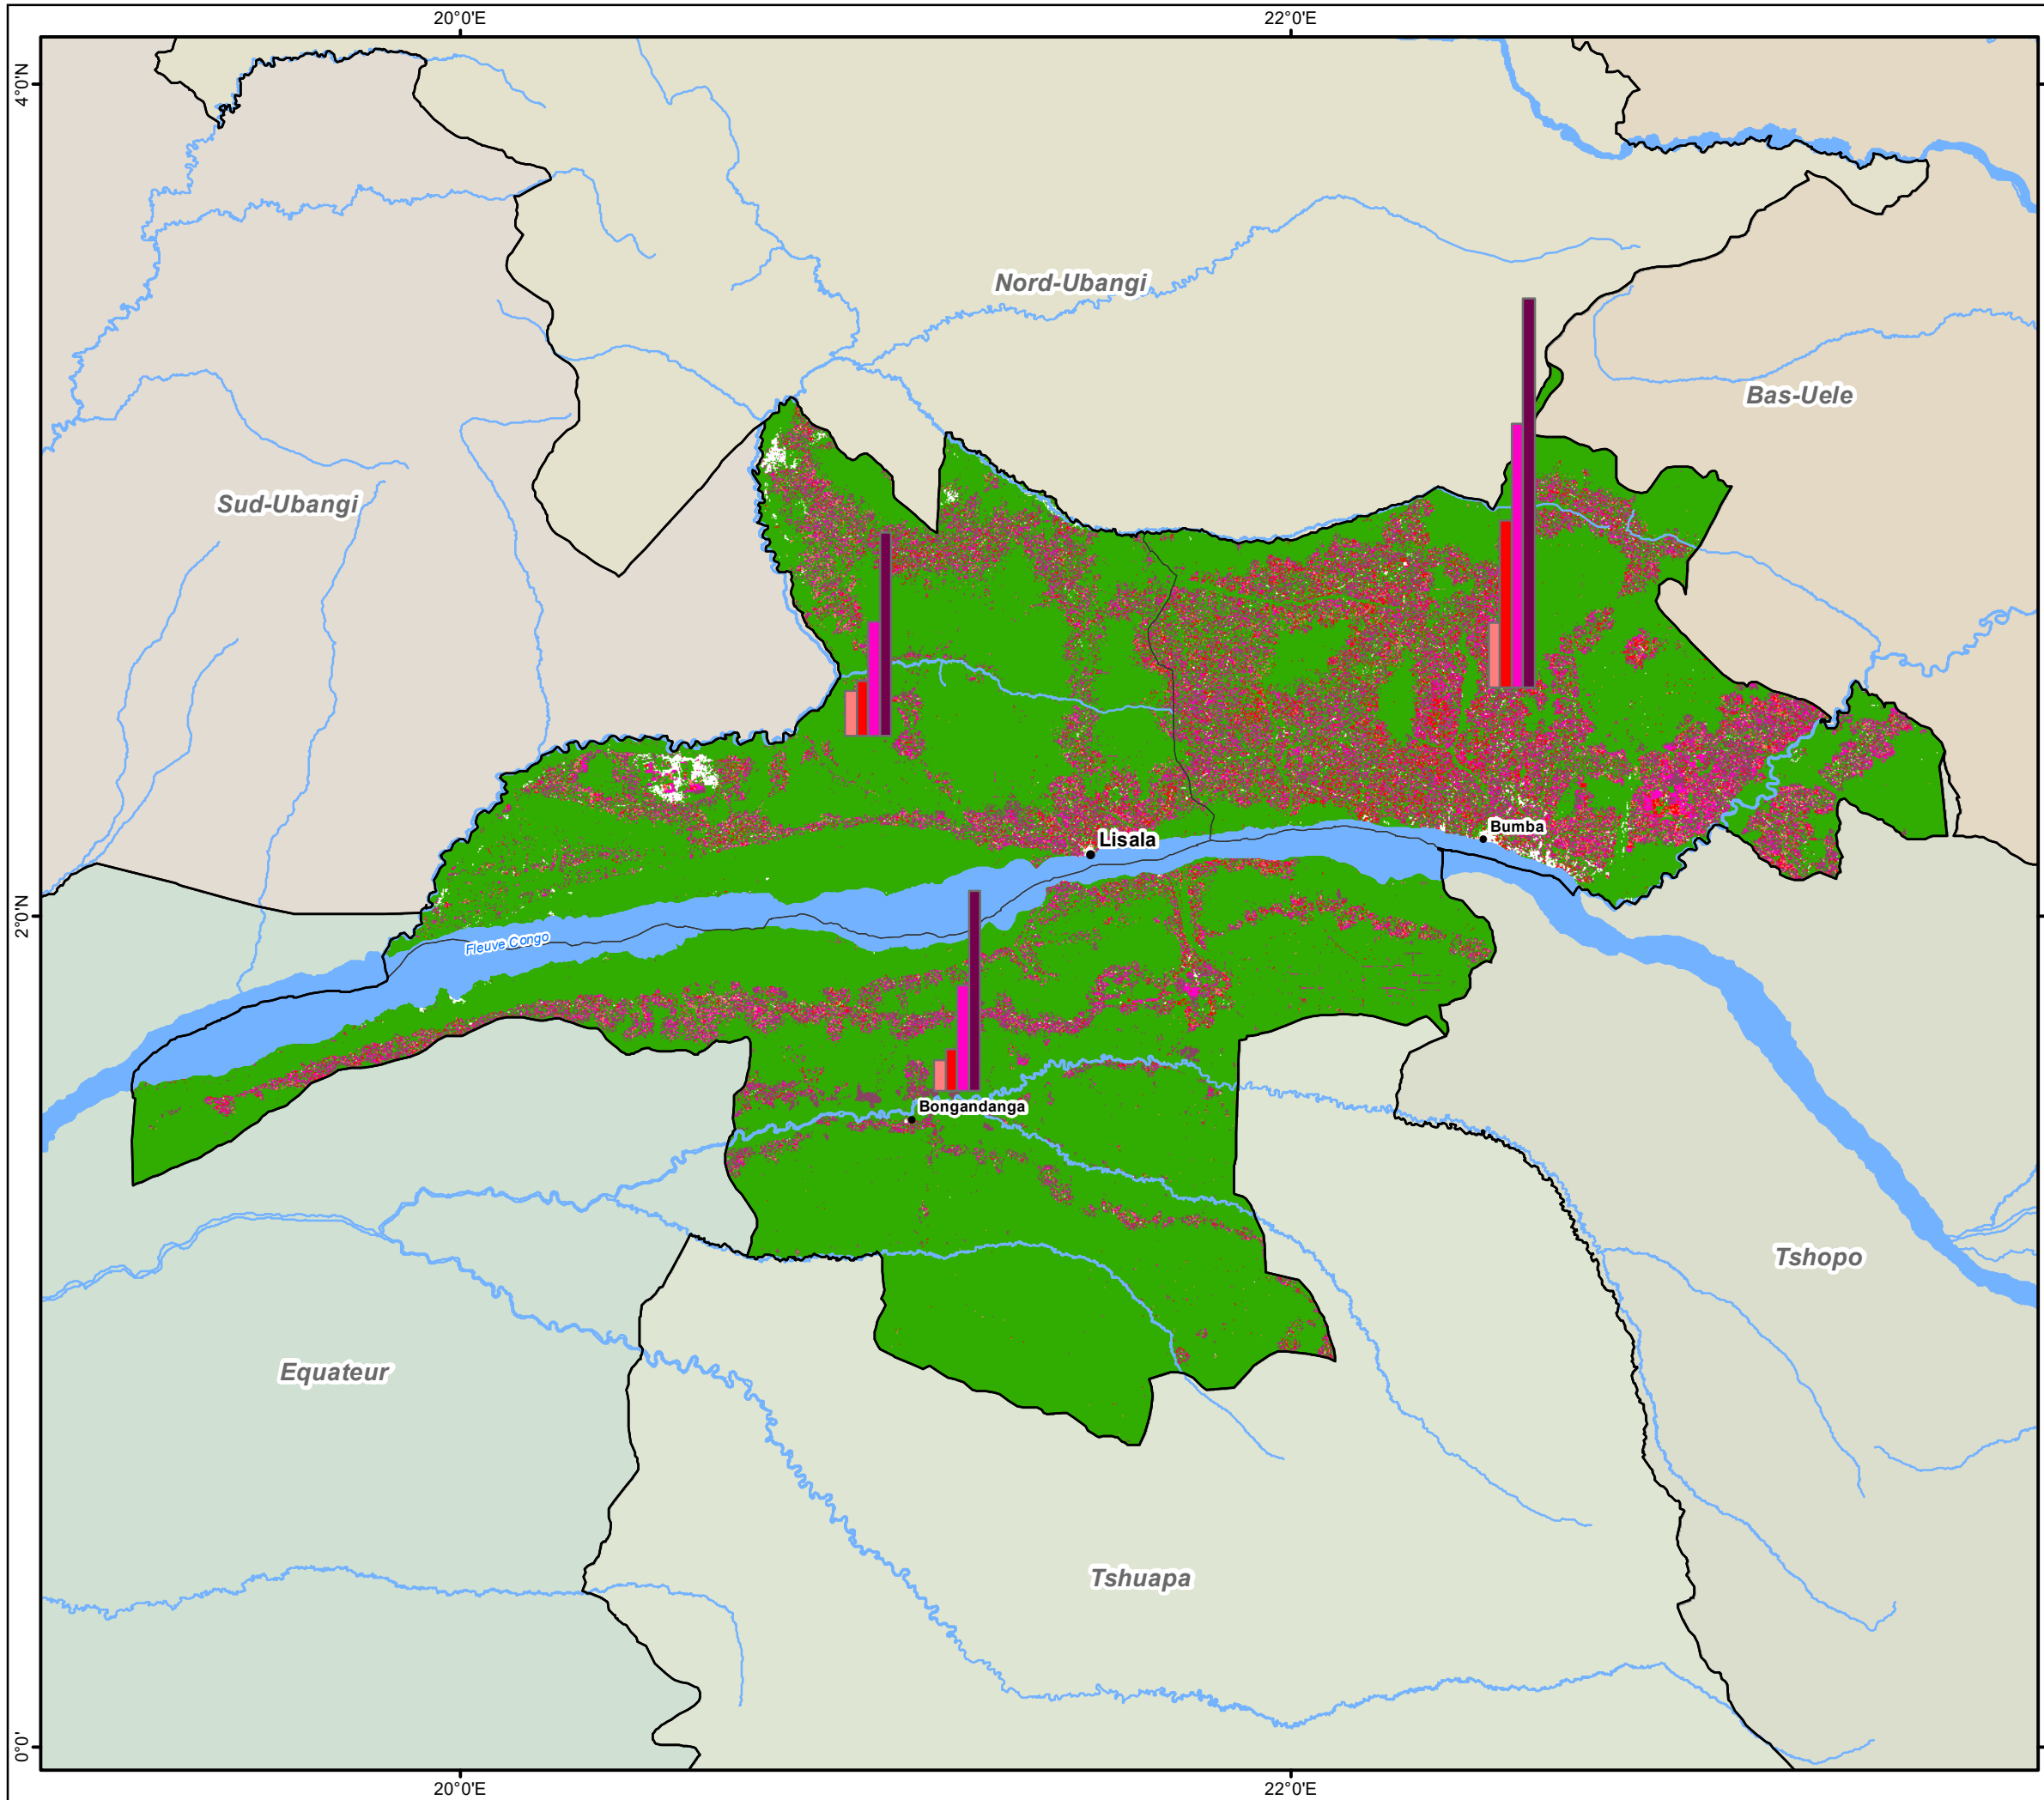 20°0'E
22°0'E
4°0'N
Nord-Ubangi
Bas-Uele
Sud-Ubangi
Bumba
Lisala
2°0'N
Fleuve Congo
Bongandanga
Tshopo
Equateur
Tshuapa
0°0'
20°0'E
22°0'E